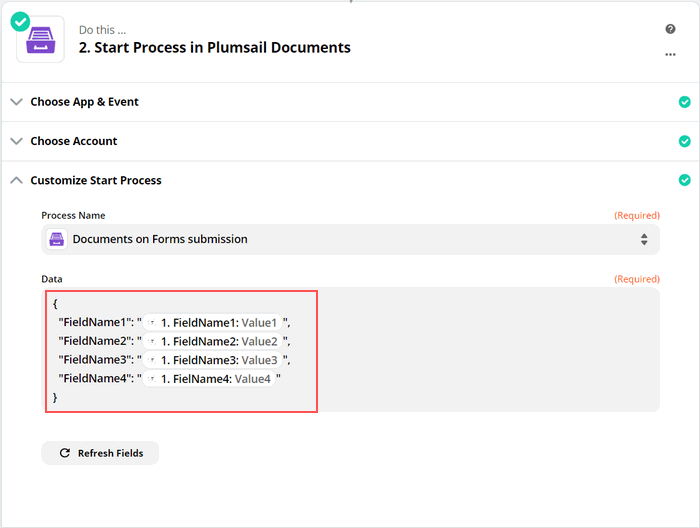 Do this ...
2. Start Process in Plumsail Documents
Choose App & Event
Choose Account
Customize Start Process
Process Name (Required)
Documents on Forms submission
Data (Required)
{
"FieldName1": " 1. FieldName1: Value1 ",
"FieldName2": " 1. FieldName2: Value2 ",
"FieldName3": " 1. FieldName3: Value3 ",
"FieldName4": " 1. FielName4: Value4 "
}
Refresh Fields